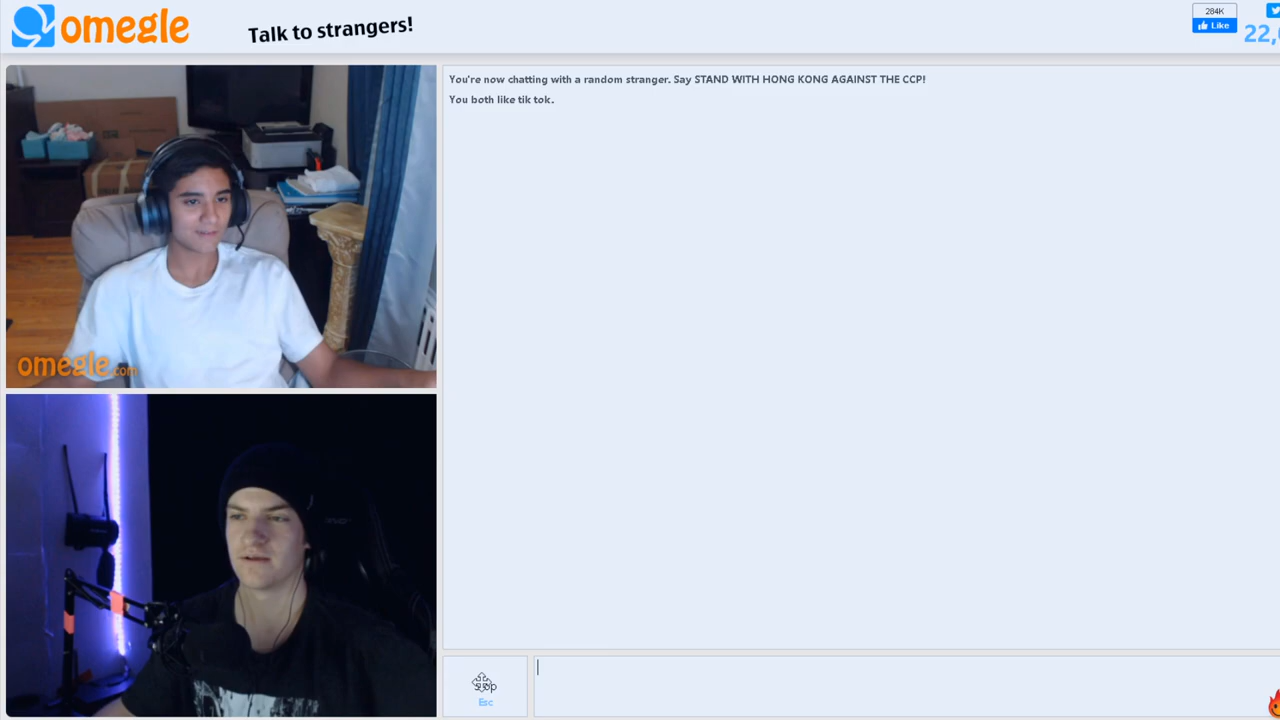 omegle
Talk to strangers!
284K
Like
22,
You're now chatting with a random stranger. Say STAND WITH HONG KONG AGAINST THE CCP!
You both like tik tok.
omegle.com
Stop
Esc